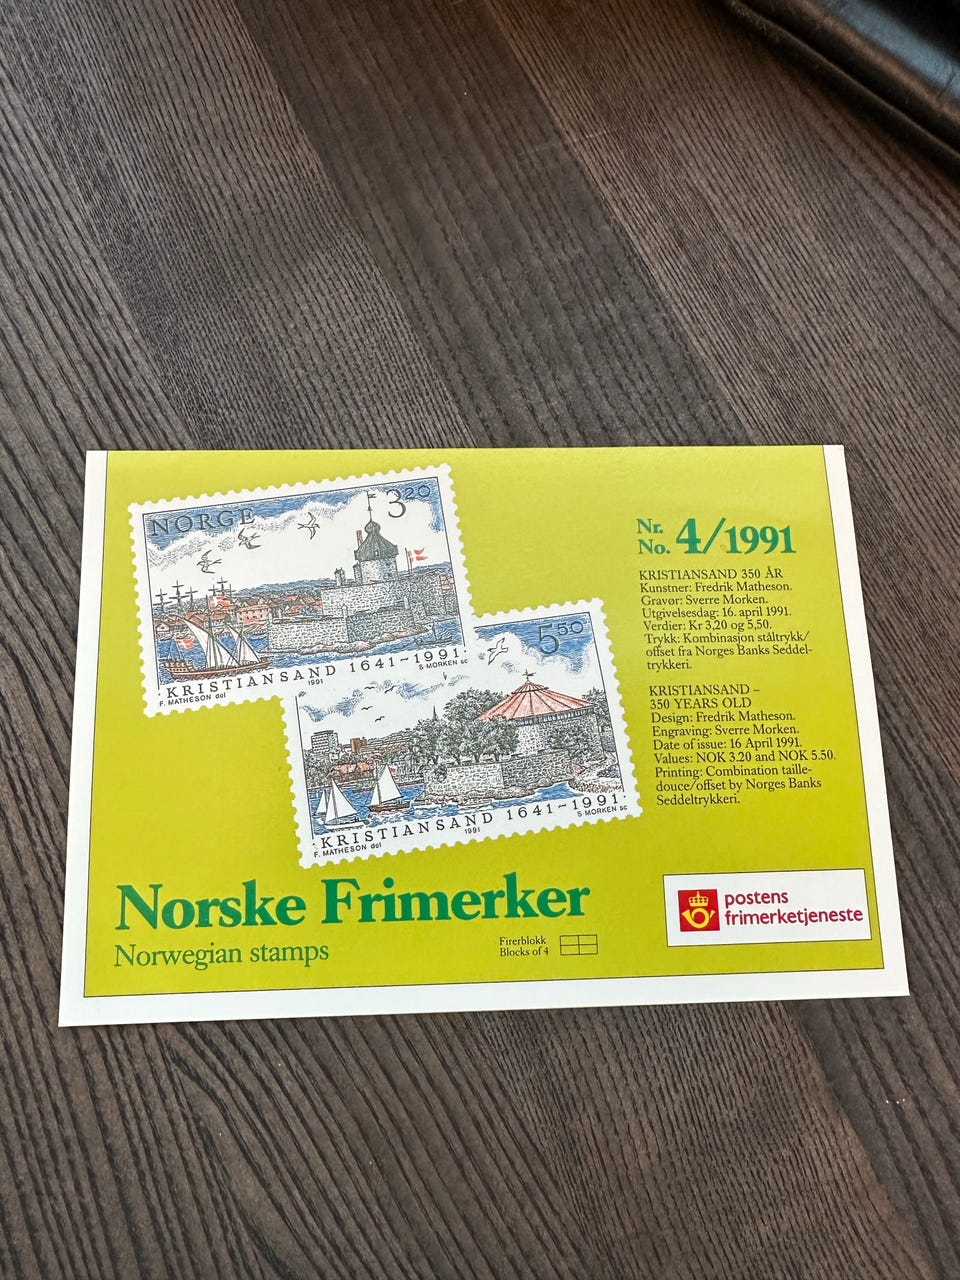 NORGE 3 20
KRISTIANSAND 1641~1991
F. MATHESON del 1991 S MORKEN sc
5 50
KRISTIANSAND 1641~1991
F. MATHESON del 1991 S MORKEN sc
Nr.
No. 4/1991
KRISTIANSAND 350 ÅR
Kunstner: Fredrik Matheson.
Gravør: Sverre Morken.
Utgivelsesdag: 16. april 1991.
Verdier: Kr 3,20 og 5,50.
Trykk: Kombinasjon ståltrykk/
offset fra Norges Banks Seddel-
trykkeri.
KRISTIANSAND –
350 YEARS OLD
Design: Fredrik Matheson.
Engraving: Sverre Morken.
Date of issue: 16 April 1991.
Values: NOK 3.20 and NOK 5.50.
Printing: Combination taille-
douce/offset by Norges Banks
Seddeltrykkeri.
Norske Frimerker
Norwegian stamps
Firerblokk
Blocks of 4
postens
frimerketjeneste